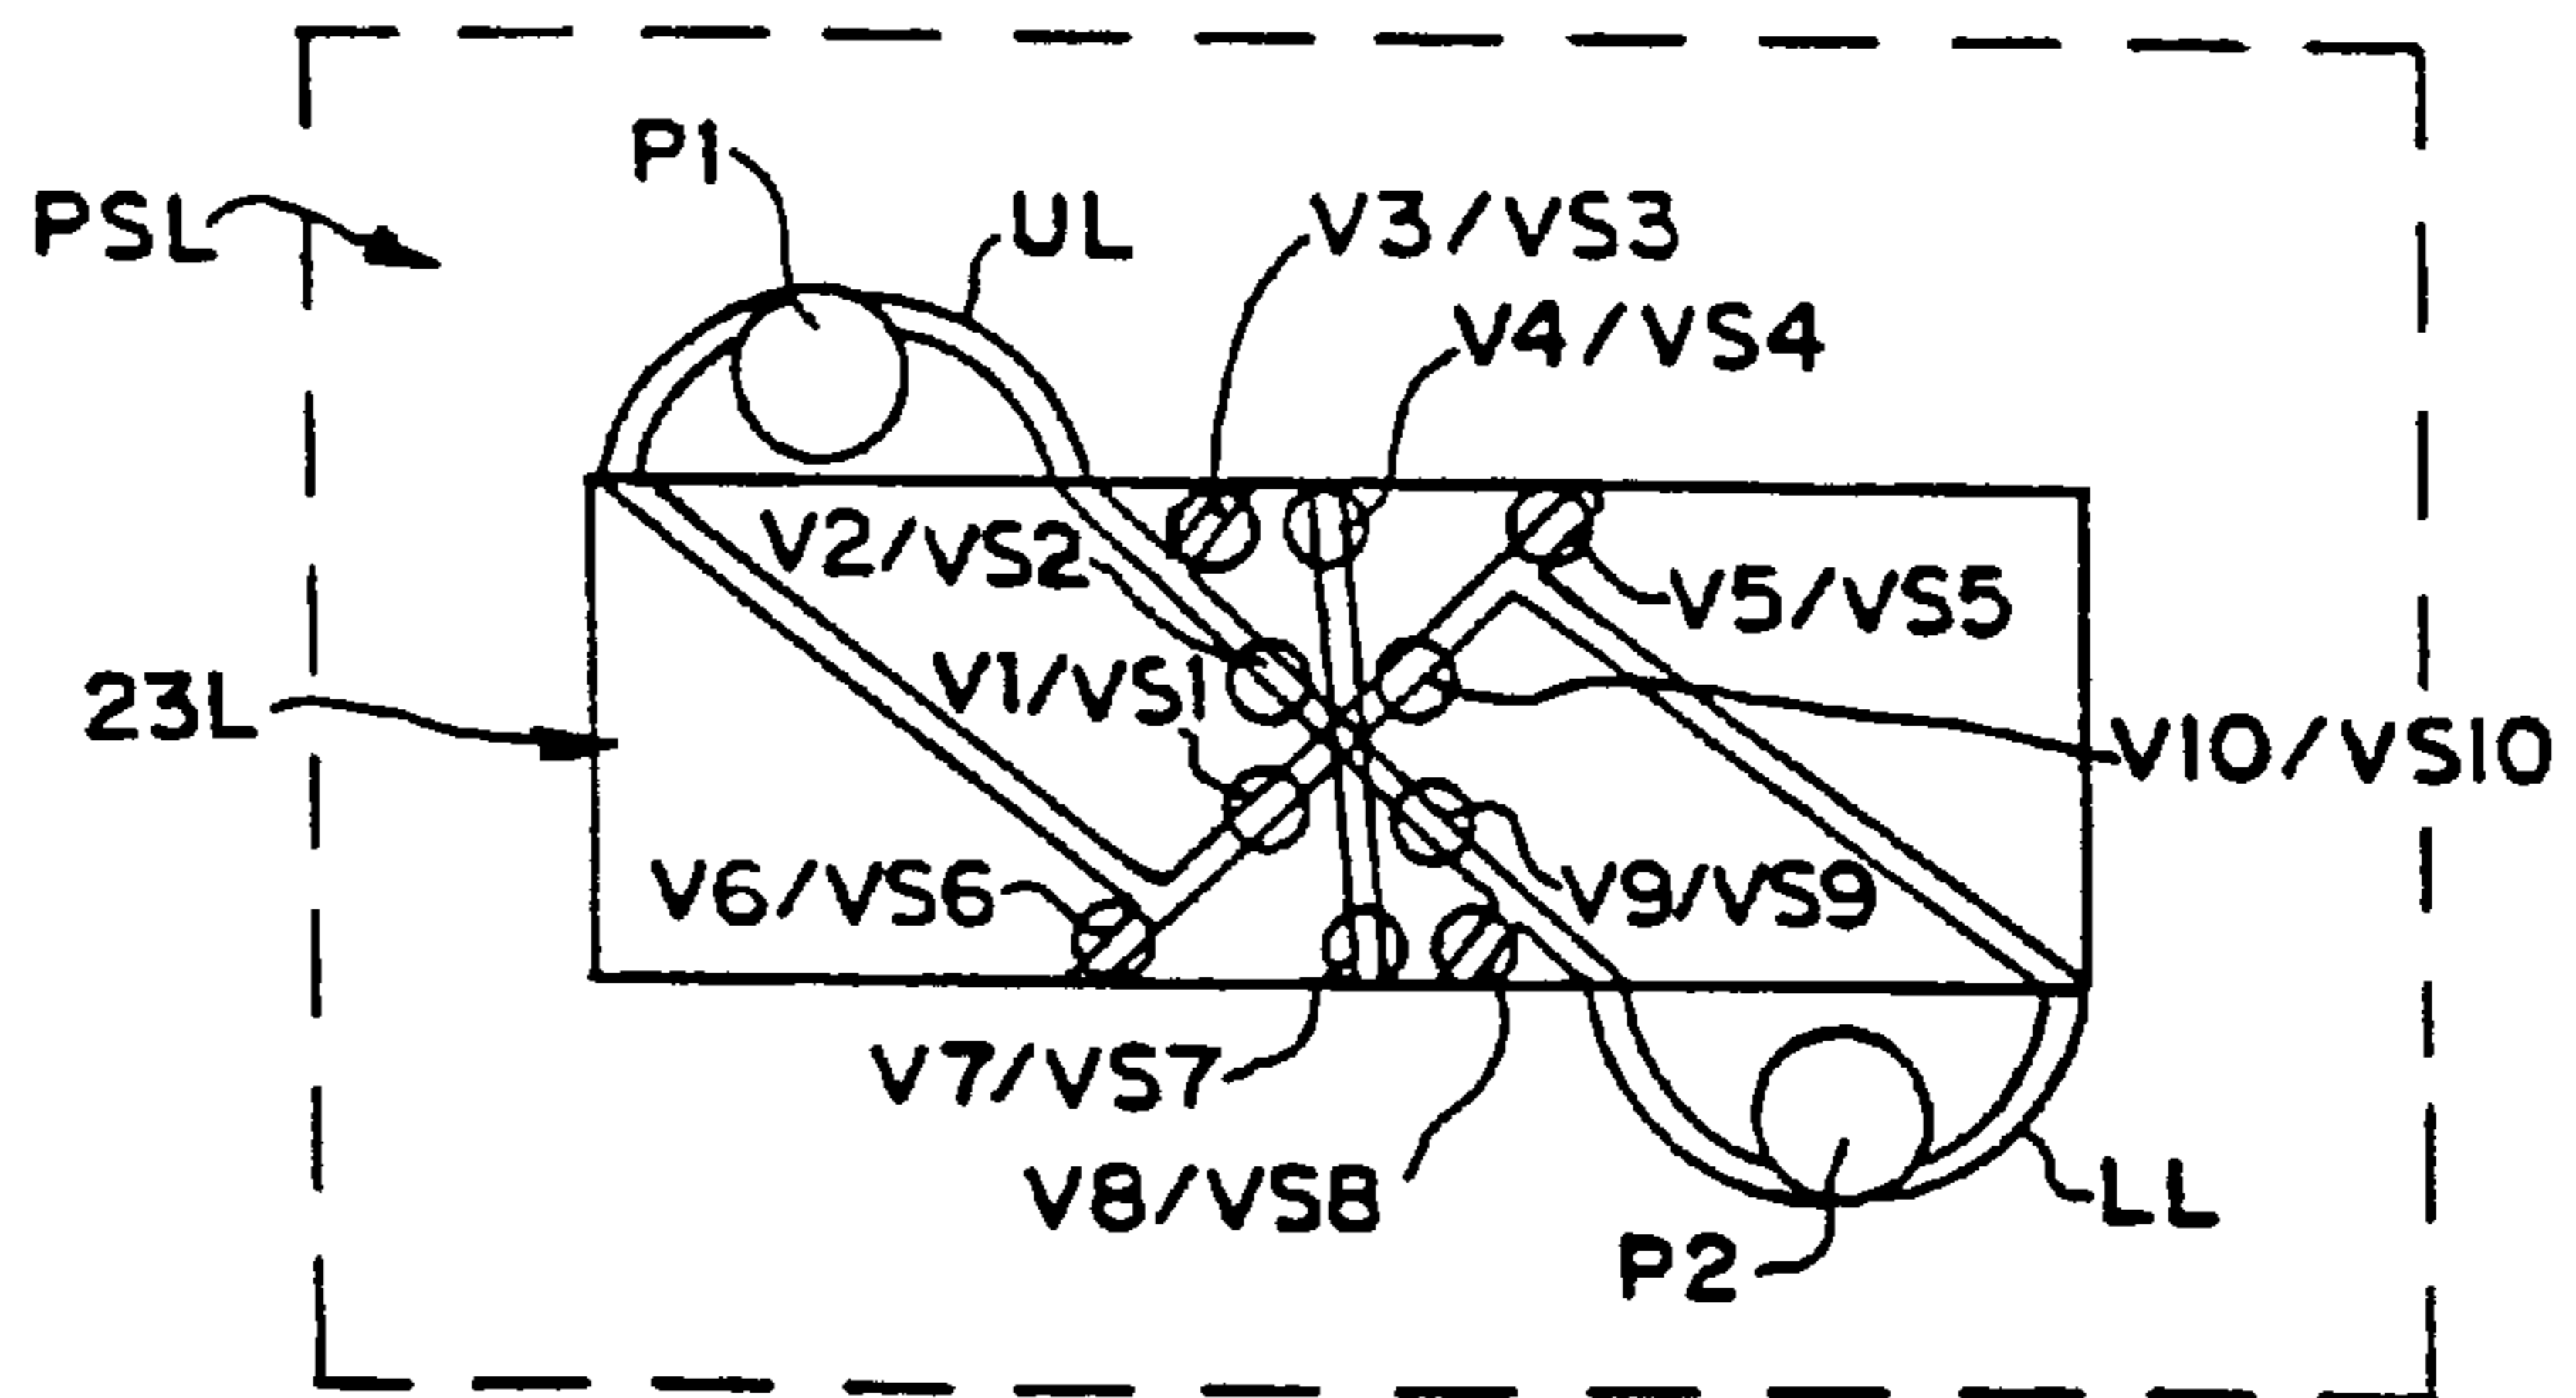 P1
PSL
UL
V3/VS3
V4/VS4
V2/VS2
V5/VS5
V1/VS1
23L
V10/VS10
V6/VS6
V9/VS9
V7/VS7
V8/VS8
LL
P2